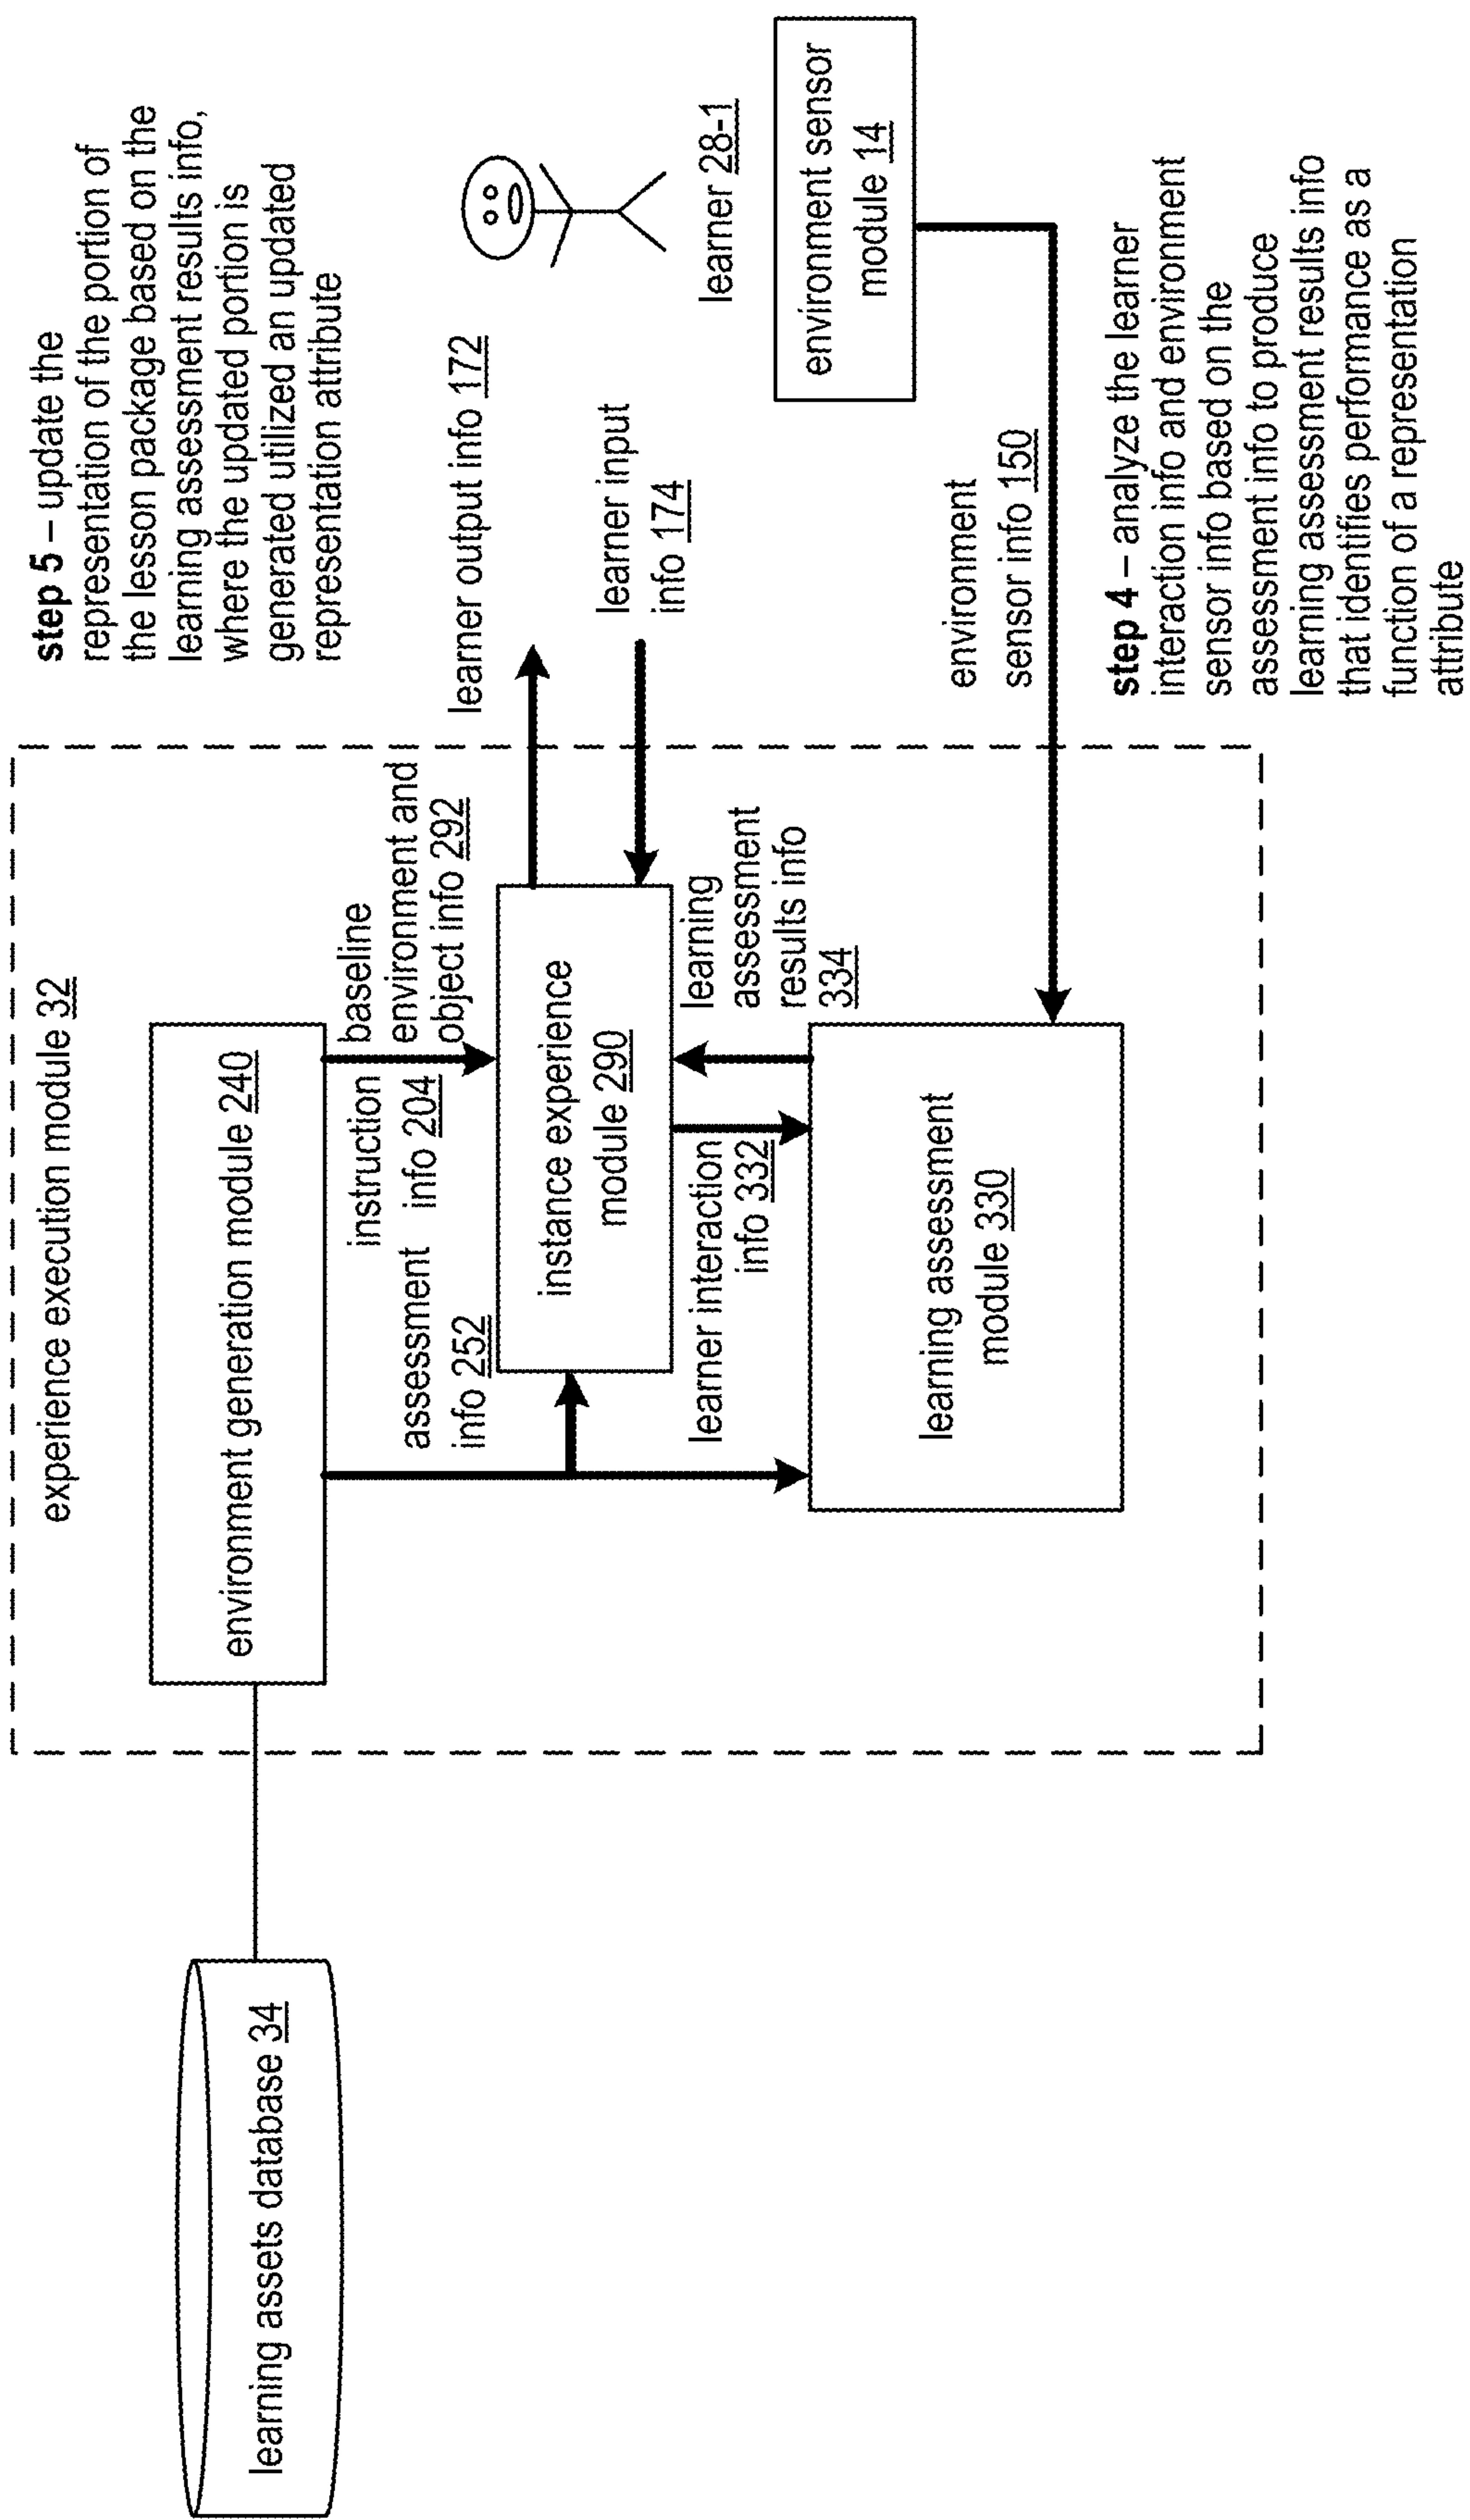 experience execution module 32
learning assets database 34
environment generation module 240
assessment
info 252
instruction
info 204
baseline
environment and
object info 292
instance experience
module 290
learner interaction
info 332
learning
assessment
results info
334
learning assessment
module 330
step 5 – update the
representation of the portion of
the lesson package based on the
learning assessment results info,
where the updated portion is
generated utilized an updated
representation attribute
learner output info 172
learner input
info 174
learner 28-1
environment sensor
module 14
environment
sensor info 150
step 4 – analyze the learner
interaction info and environment
sensor info based on the
assessment info to produce
learning assessment results info
that identifies performance as a
function of a representation
attribute